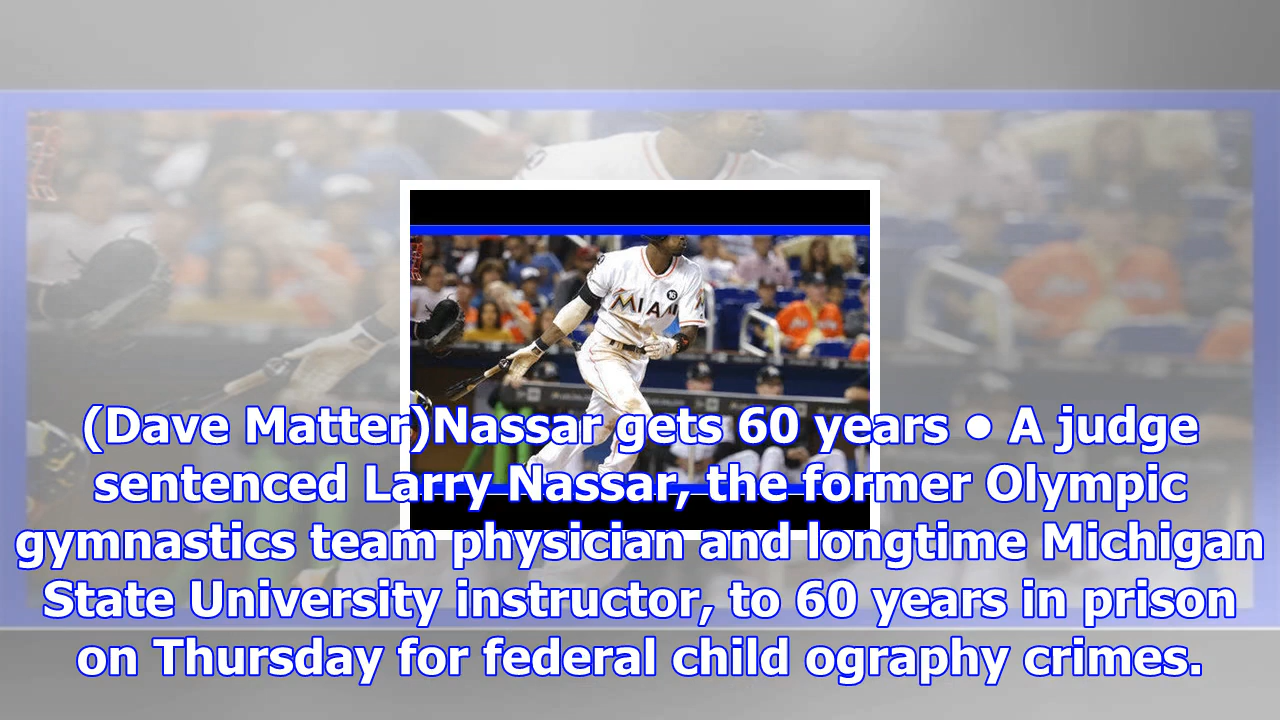 MIAMI
(Dave Matter)Nassar gets 60 years • A judge
sentenced Larry Nassar, the former Olympic
gymnastics team physician and longtime Michigan
State University instructor, to 60 years in prison
on Thursday for federal child ography crimes.